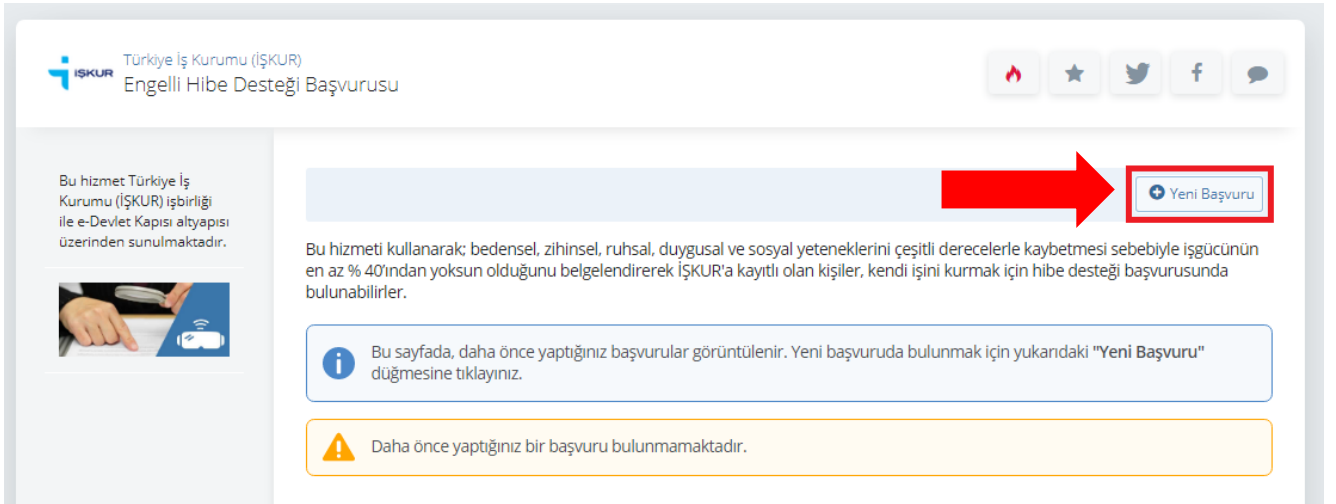 İŞKUR
Türkiye İş Kurumu (İŞKUR)
Engelli Hibe Desteği Başvurusu
Bu hizmet Türkiye İş
Kurumu (İŞKUR) işbirliği
ile e-Devlet Kapısı altyapısı
üzerinden sunulmaktadır.
Yeni Başvuru
Bu hizmeti kullanarak; bedensel, zihinsel, ruhsal, duygusal ve sosyal yeteneklerini çeşitli derecelerle kaybetmesi sebebiyle işgücünün
en az % 40'ından yoksun olduğunu belgelendirerek İŞKUR'a kayıtlı olan kişiler, kendi işini kurmak için hibe desteği başvurusunda
bulunabilirler.
Bu sayfada, daha önce yaptığınız başvurular görüntülenir. Yeni başvuruda bulunmak için yukarıdaki "Yeni Başvuru"
düğmesine tıklayınız.
Daha önce yaptığınız bir başvuru bulunmamaktadır.